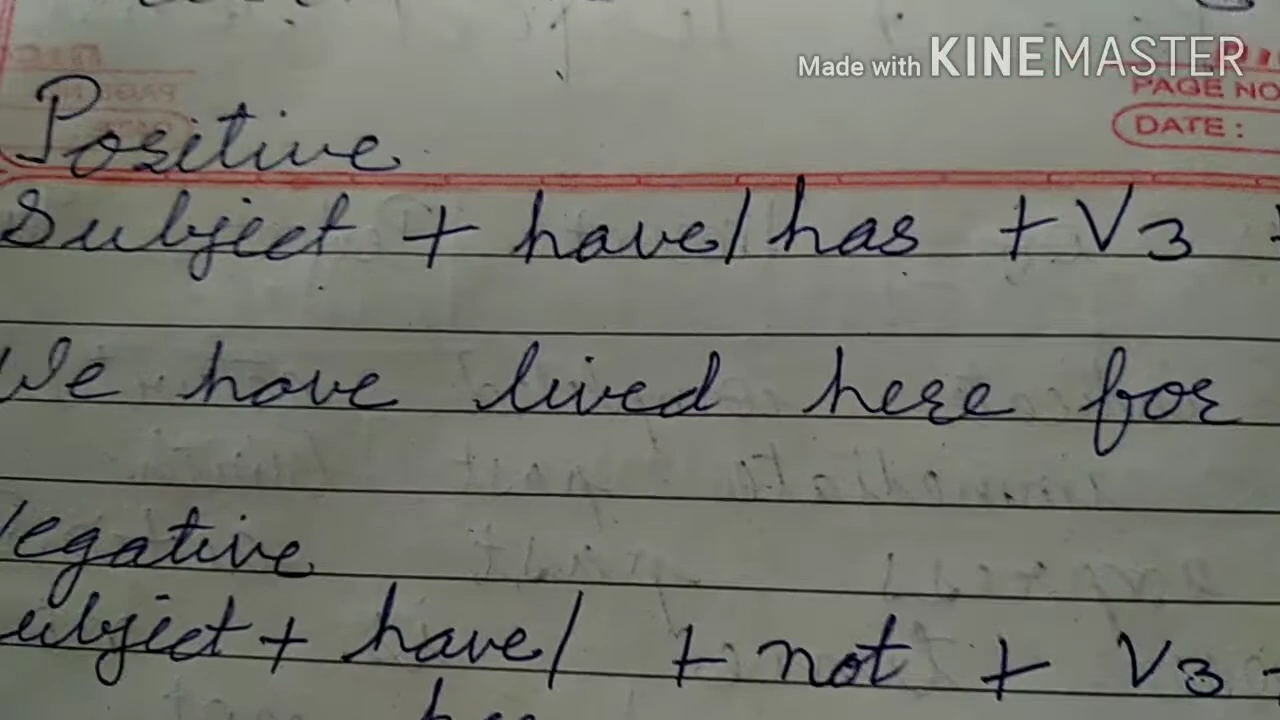 Made with KINEMASTER
PAGE NO
DATE :
Positive
Subject + have/has + V3 +
We have lived here for
Negative
Subject + have/ + not + V3 +
has